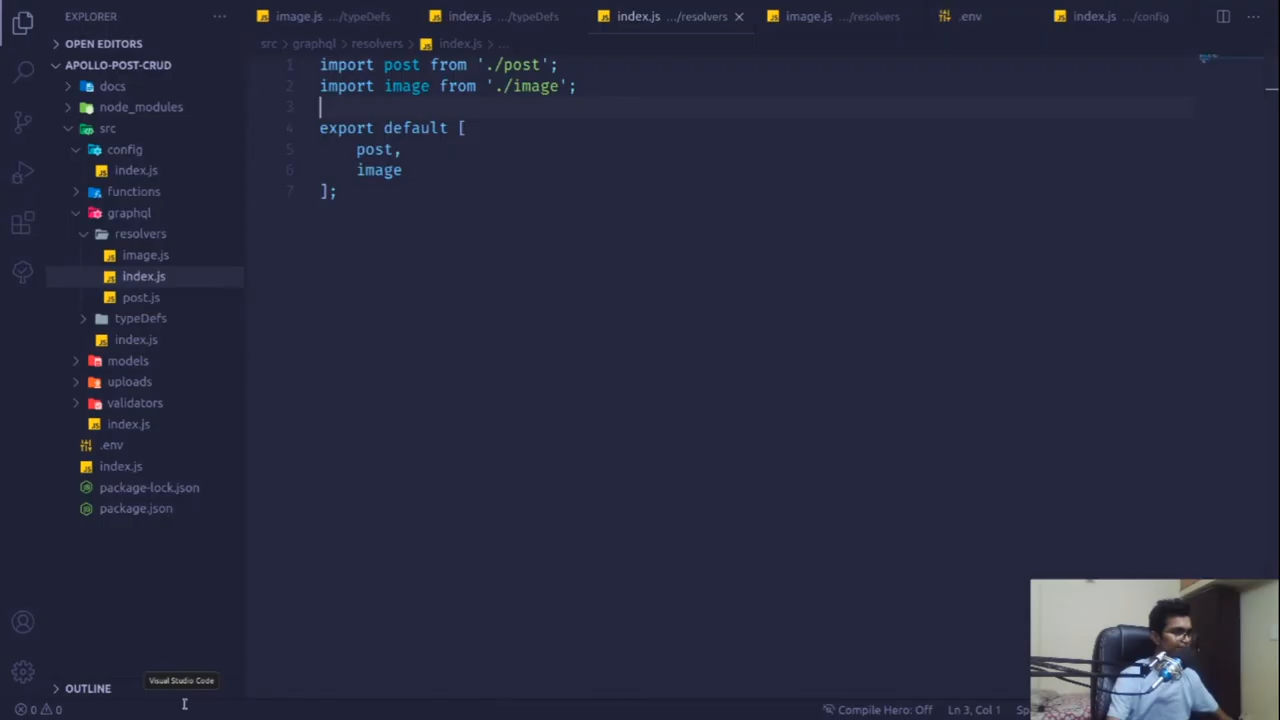 EXPLORER
OPEN EDITORS
APOLLO-POST-CRUD
docs
node_modules
src
config
index.js
functions
graphql
resolvers
image.js
index.js
post.js
typeDefs
index.js
models
uploads
validators
index.js
.env
index.js
package-lock.json
package.json
OUTLINE
Visual Studio Code
image.js .../typeDefs
index.js .../typeDefs
index.js .../resolvers
image.js .../resolvers
.env
index.js .../config
src > graphql > resolvers > index.js > ...
1 import post from './post';
2 import image from './image';
3
4 export default [
5 post,
6 image
7 ];
0 0
Compile Hero: Off
Ln 3, Col 1